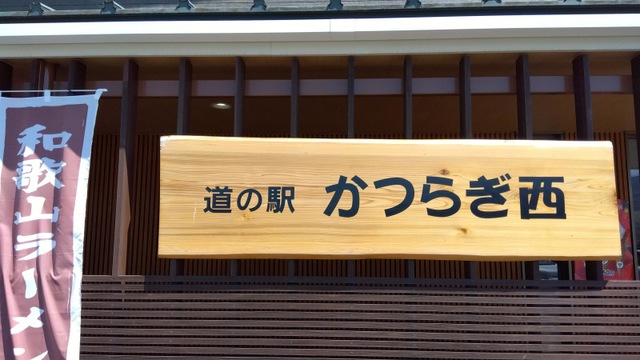 道の駅 かつらぎ西
和歌山ラーメン